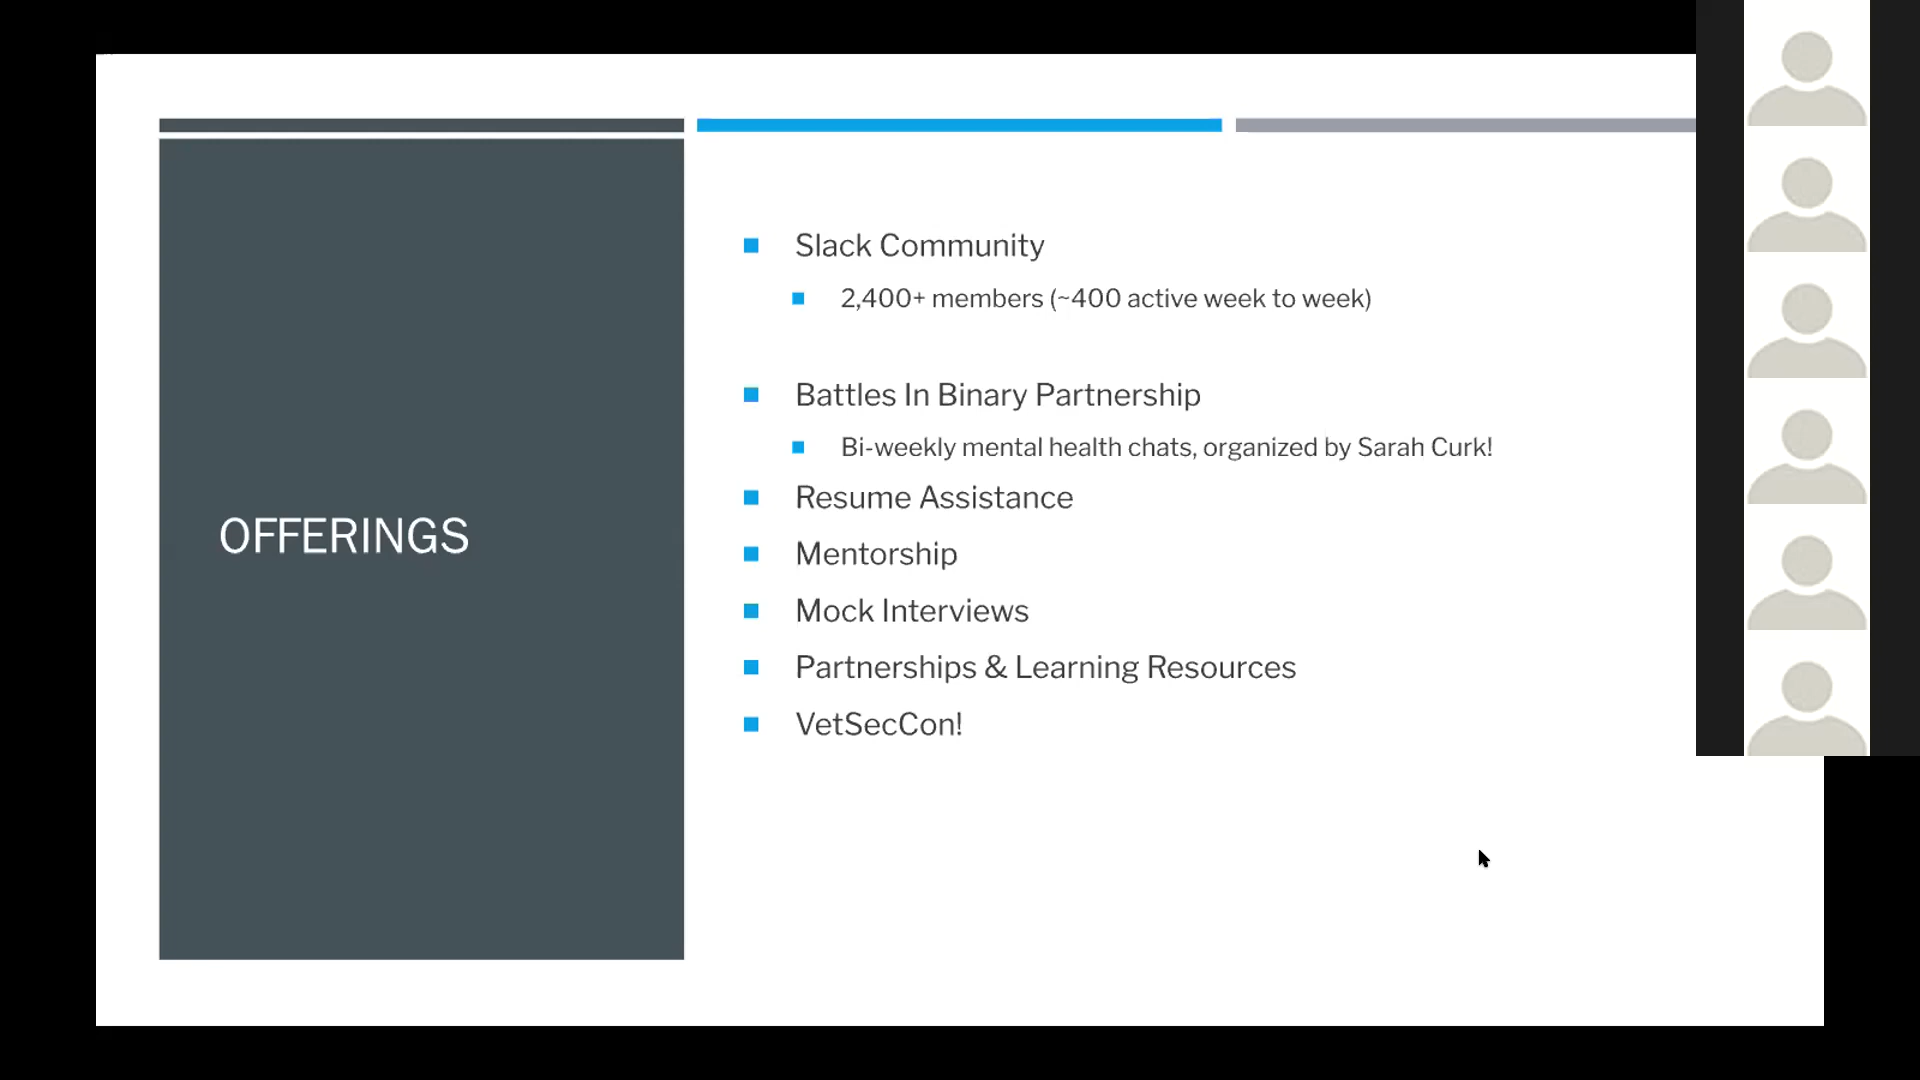 OFFERINGS
Slack Community
2,400+ members (~400 active week to week)
Battles In Binary Partnership
Bi-weekly mental health chats, organized by Sarah Curk!
Resume Assistance
Mentorship
Mock Interviews
Partnerships & Learning Resources
VetSecCon!